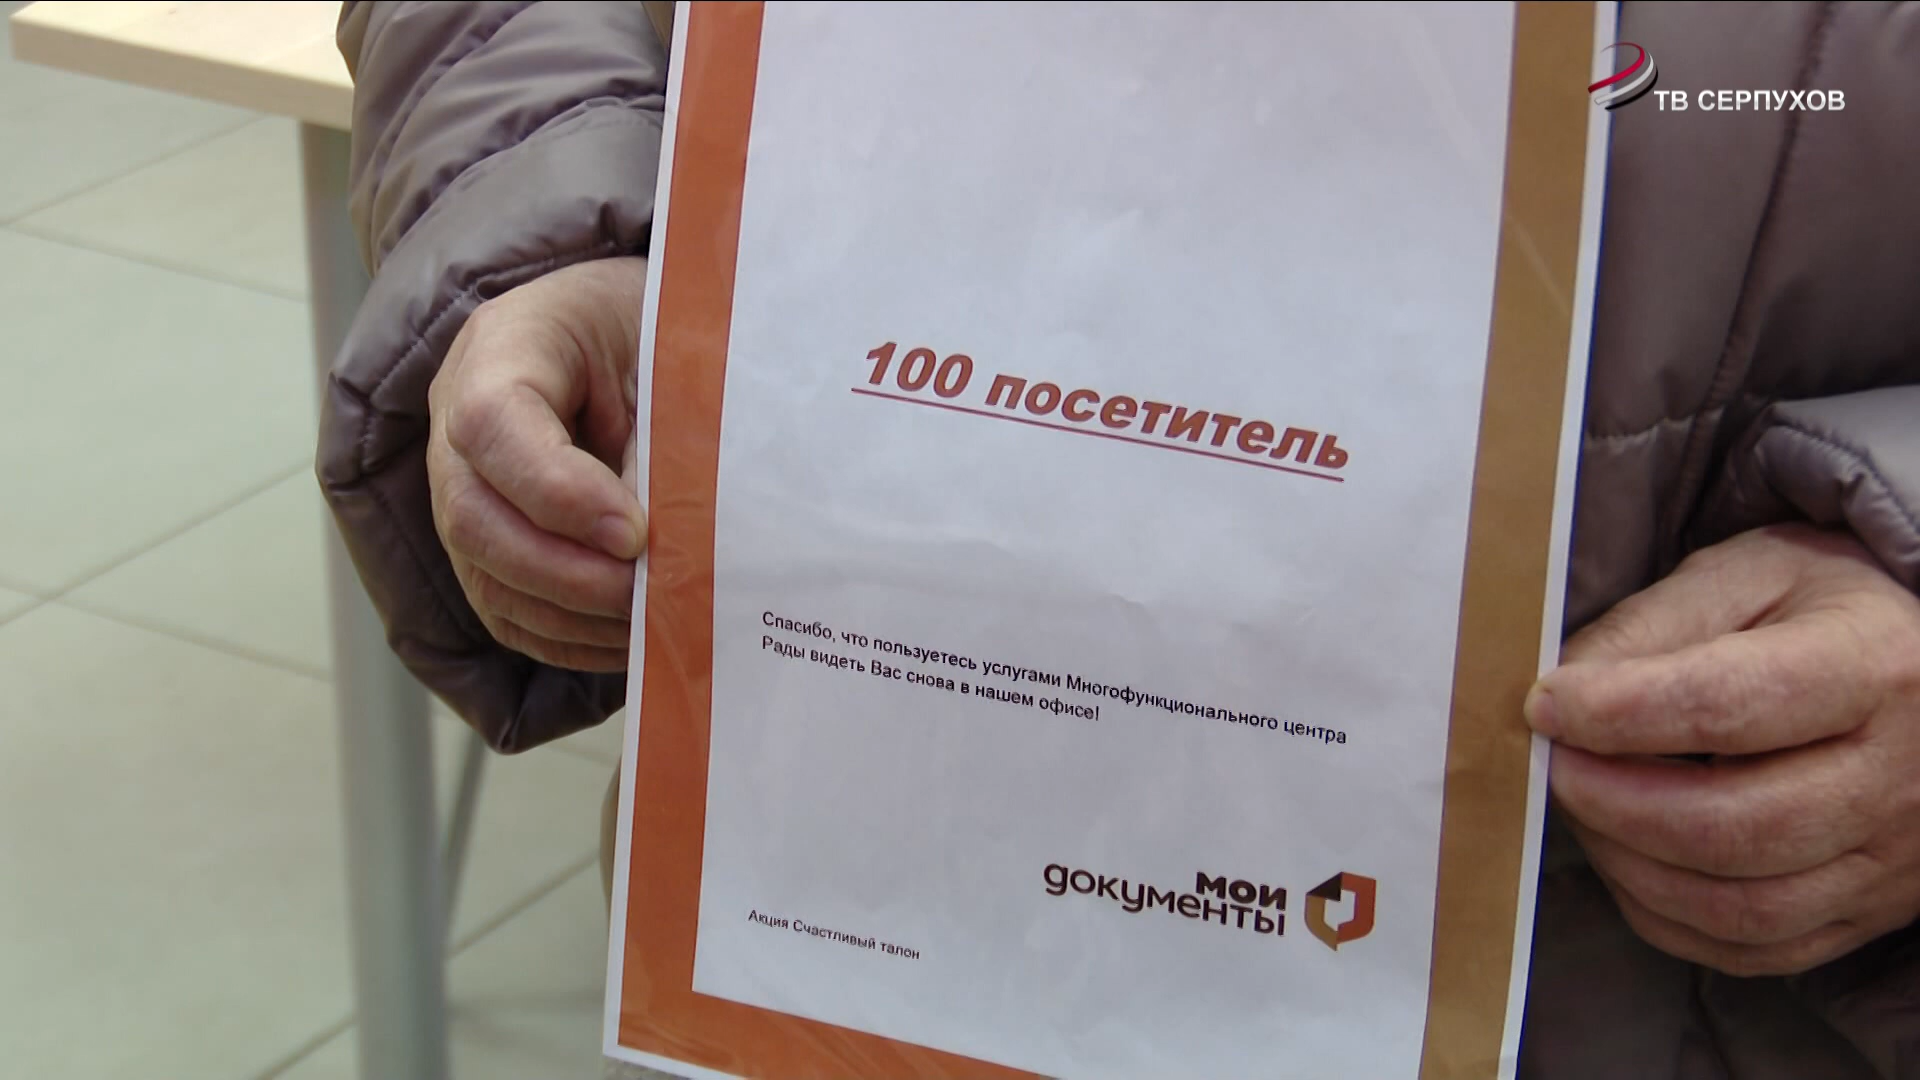 ТВ СЕРПУХОВ
100 посетитель
Спасибо, что пользуетесь услугами Многофункционального центра
Рады видеть Вас снова в нашем офисе!
мои
документы
Акция Счастливый талон